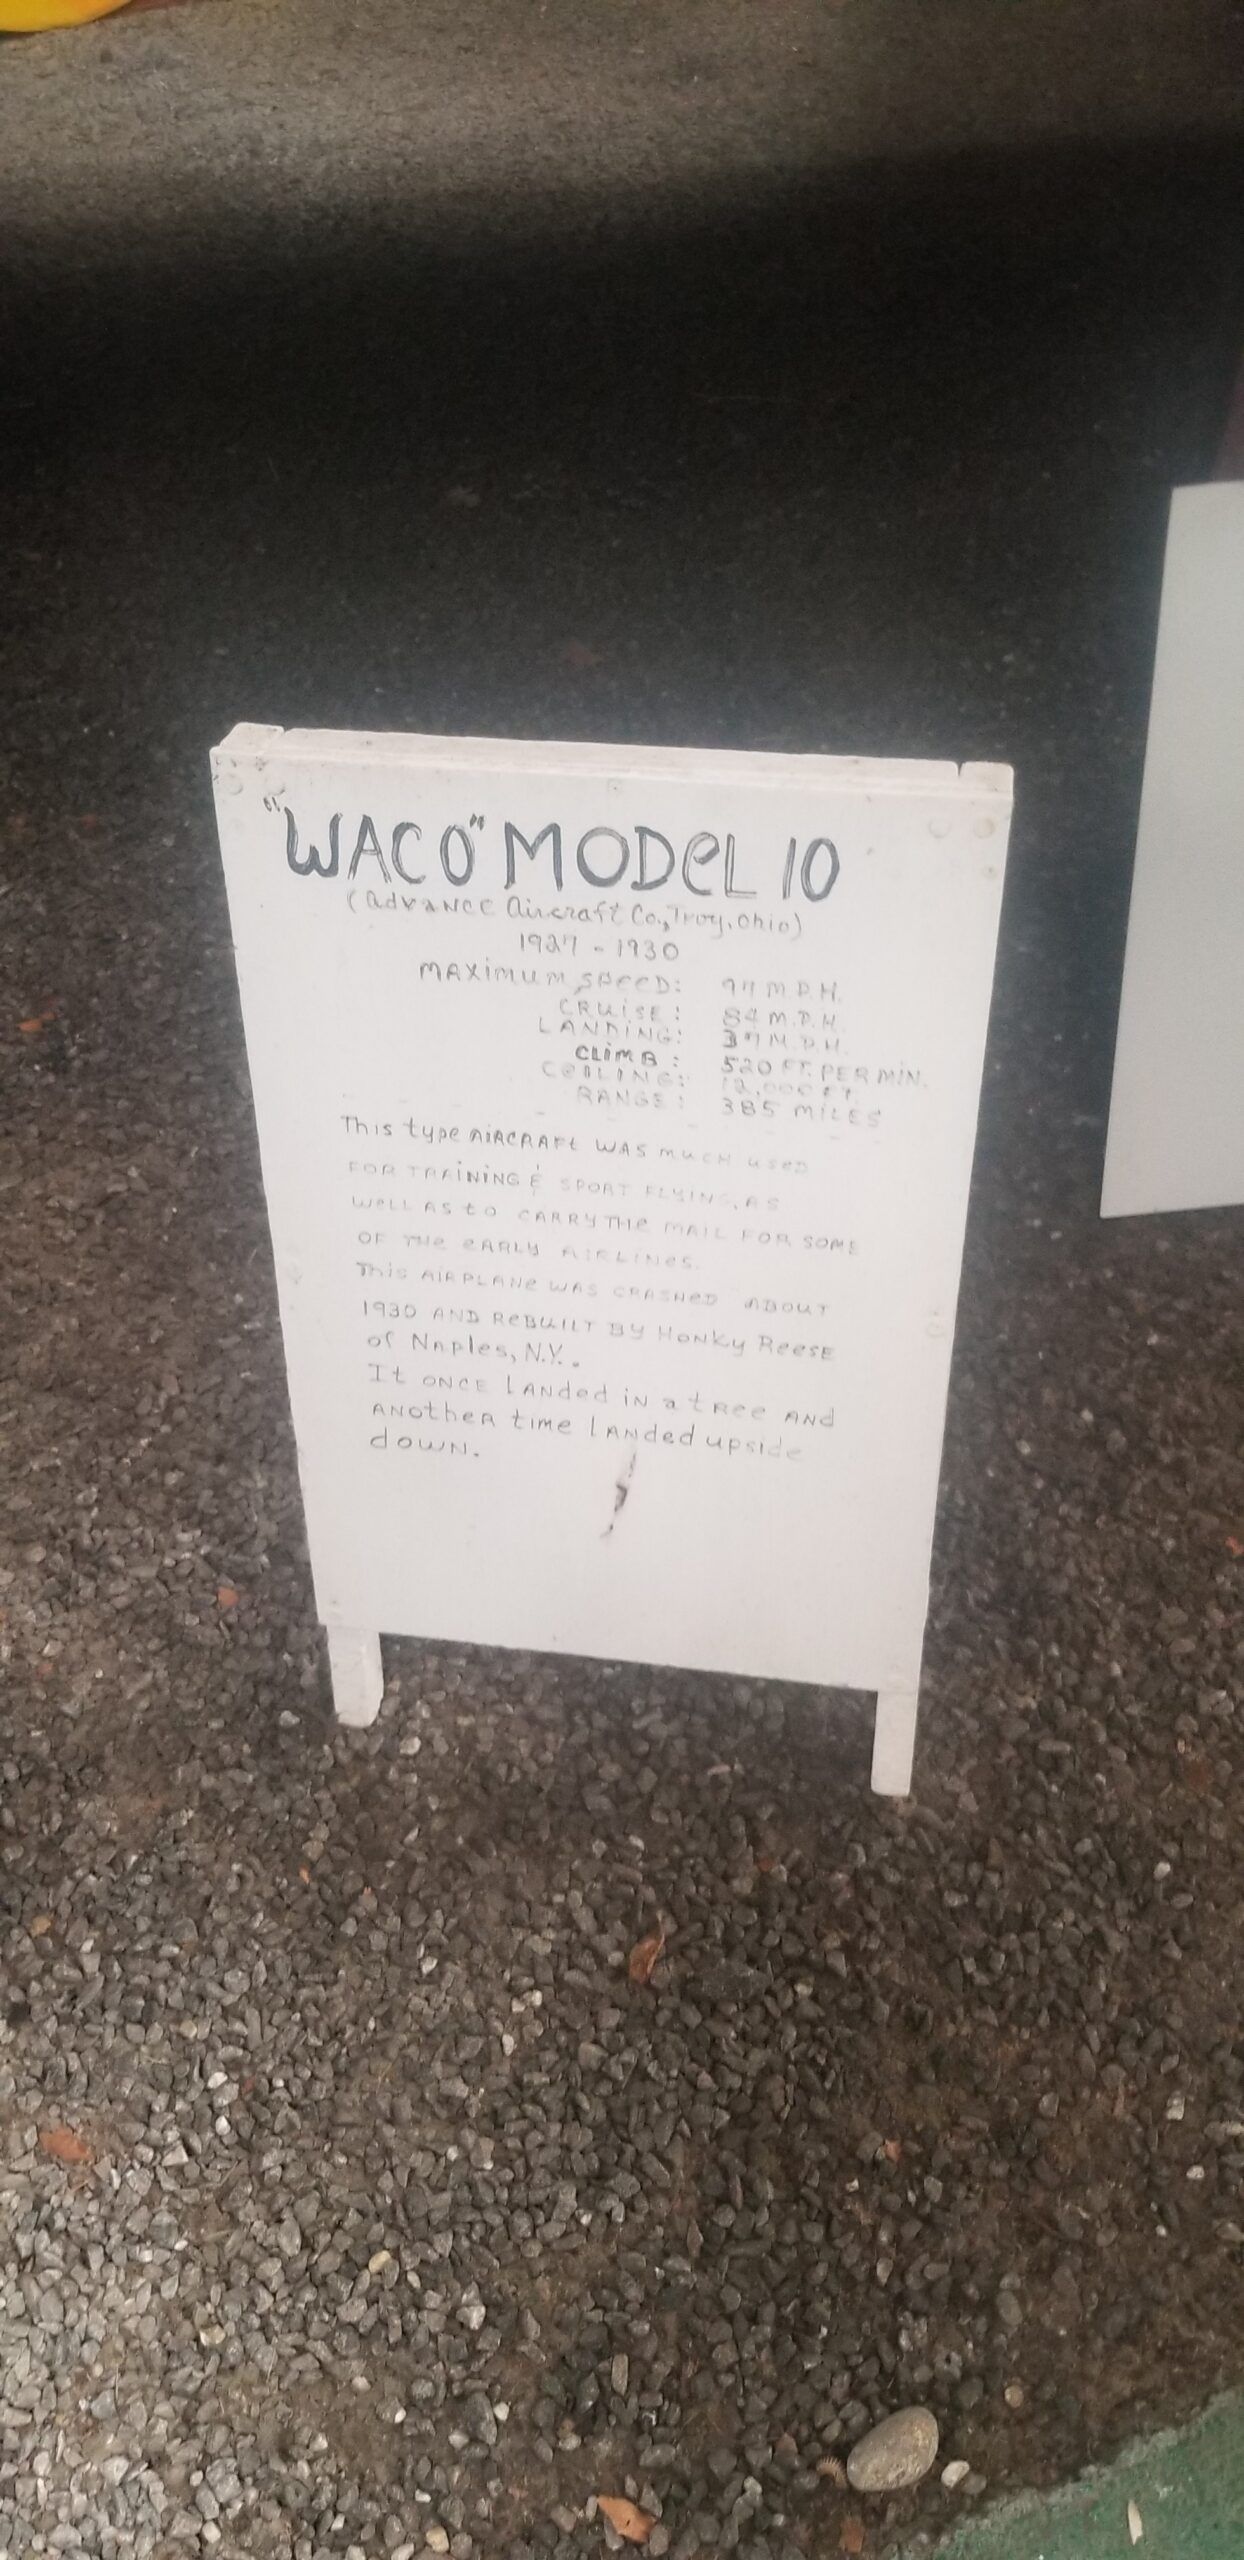 "WACO" MODEL 10
(Advance Aircraft Co., Troy, Ohio)
1927 - 1930
MAXIMUM SPEED: 97 M.P.H.
CRUISE: 84 M.P.H.
LANDING: 37 M.P.H.
CLIMB: 520 FT. PER MIN.
CEILING: 12,000 FT.
RANGE: 385 MILES
This type AIRCRAFT WAS MUCH USED
FOR TRAINING & SPORT FLYING, AS
WELL AS to CARRY THE MAIL FOR SOME
OF THE EARLY AIRLINES.
This AIRPLANE WAS CRASHED ABOUT
1930 AND REBUILT BY HONKY REESE
of NAPLES, N.Y.
It ONCE LANDED IN a tREE AND
ANOTHER time LANDED upside
down.